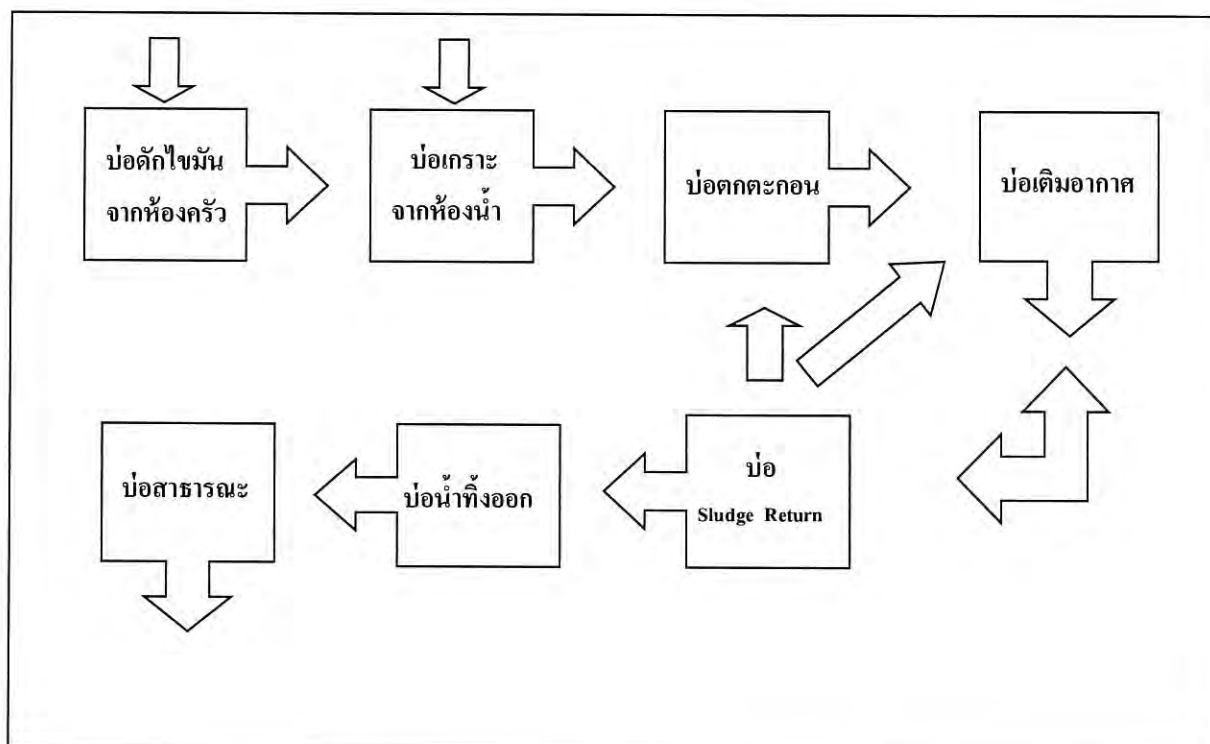 บ่อดักไขมัน
จากห้องครัว
บ่อเกราะ
จากห้องน้ำ
บ่อตกตะกอน
บ่อเติมอากาศ
บ่อสาธารณะ
บ่อน้ำทิ้งออก
บ่อ
Sludge Return